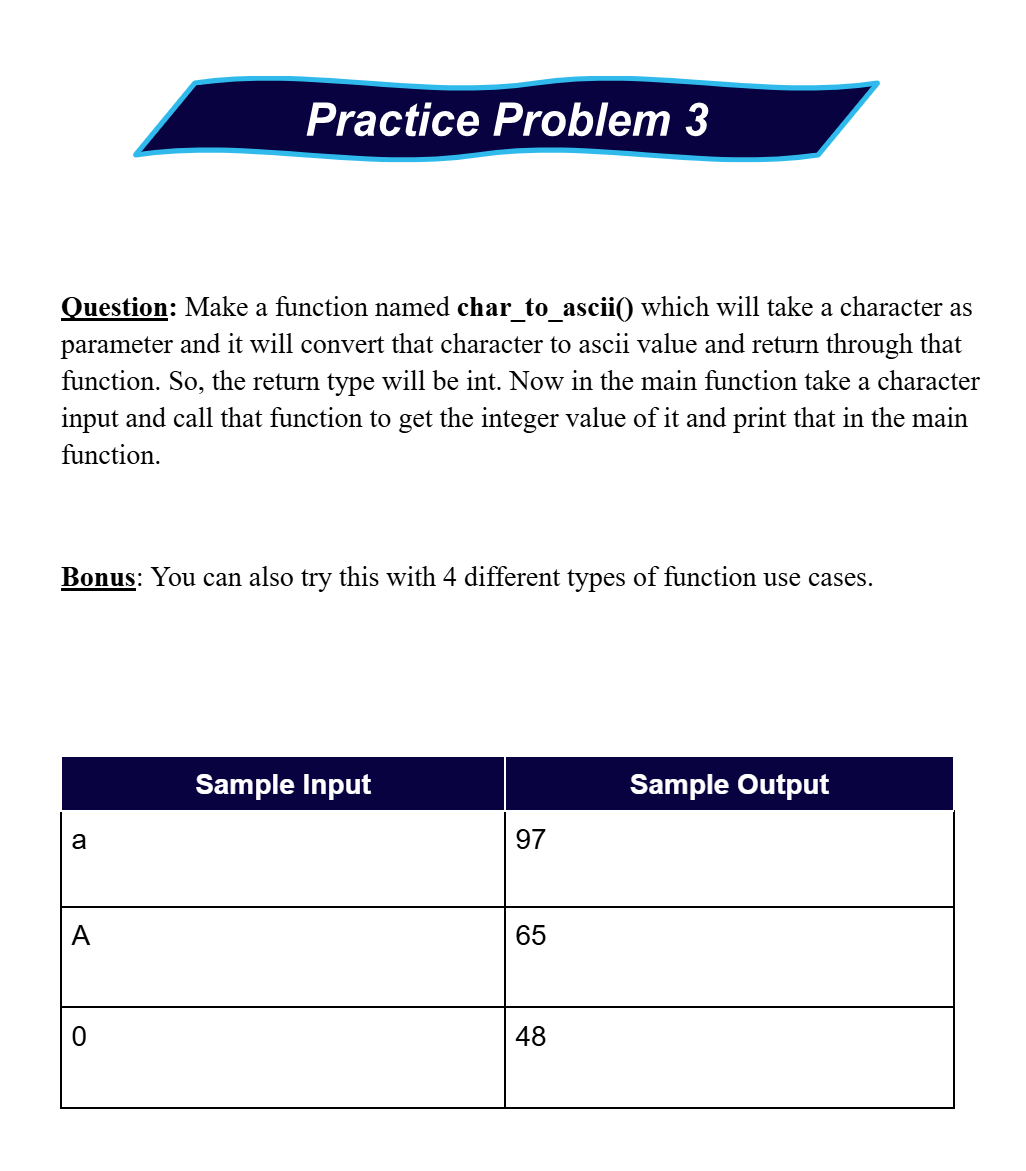 Practice Problem 3
Question: Make a function named char_to_ascii() which will take a character as
parameter and it will convert that character to ascii value and return through that
function. So, the return type will be int. Now in the main function take a character
input and call that function to get the integer value of it and print that in the main
function.
Bonus: You can also try this with 4 different types of function use cases.
Sample Input Sample Output
a 97
A 65
0 48